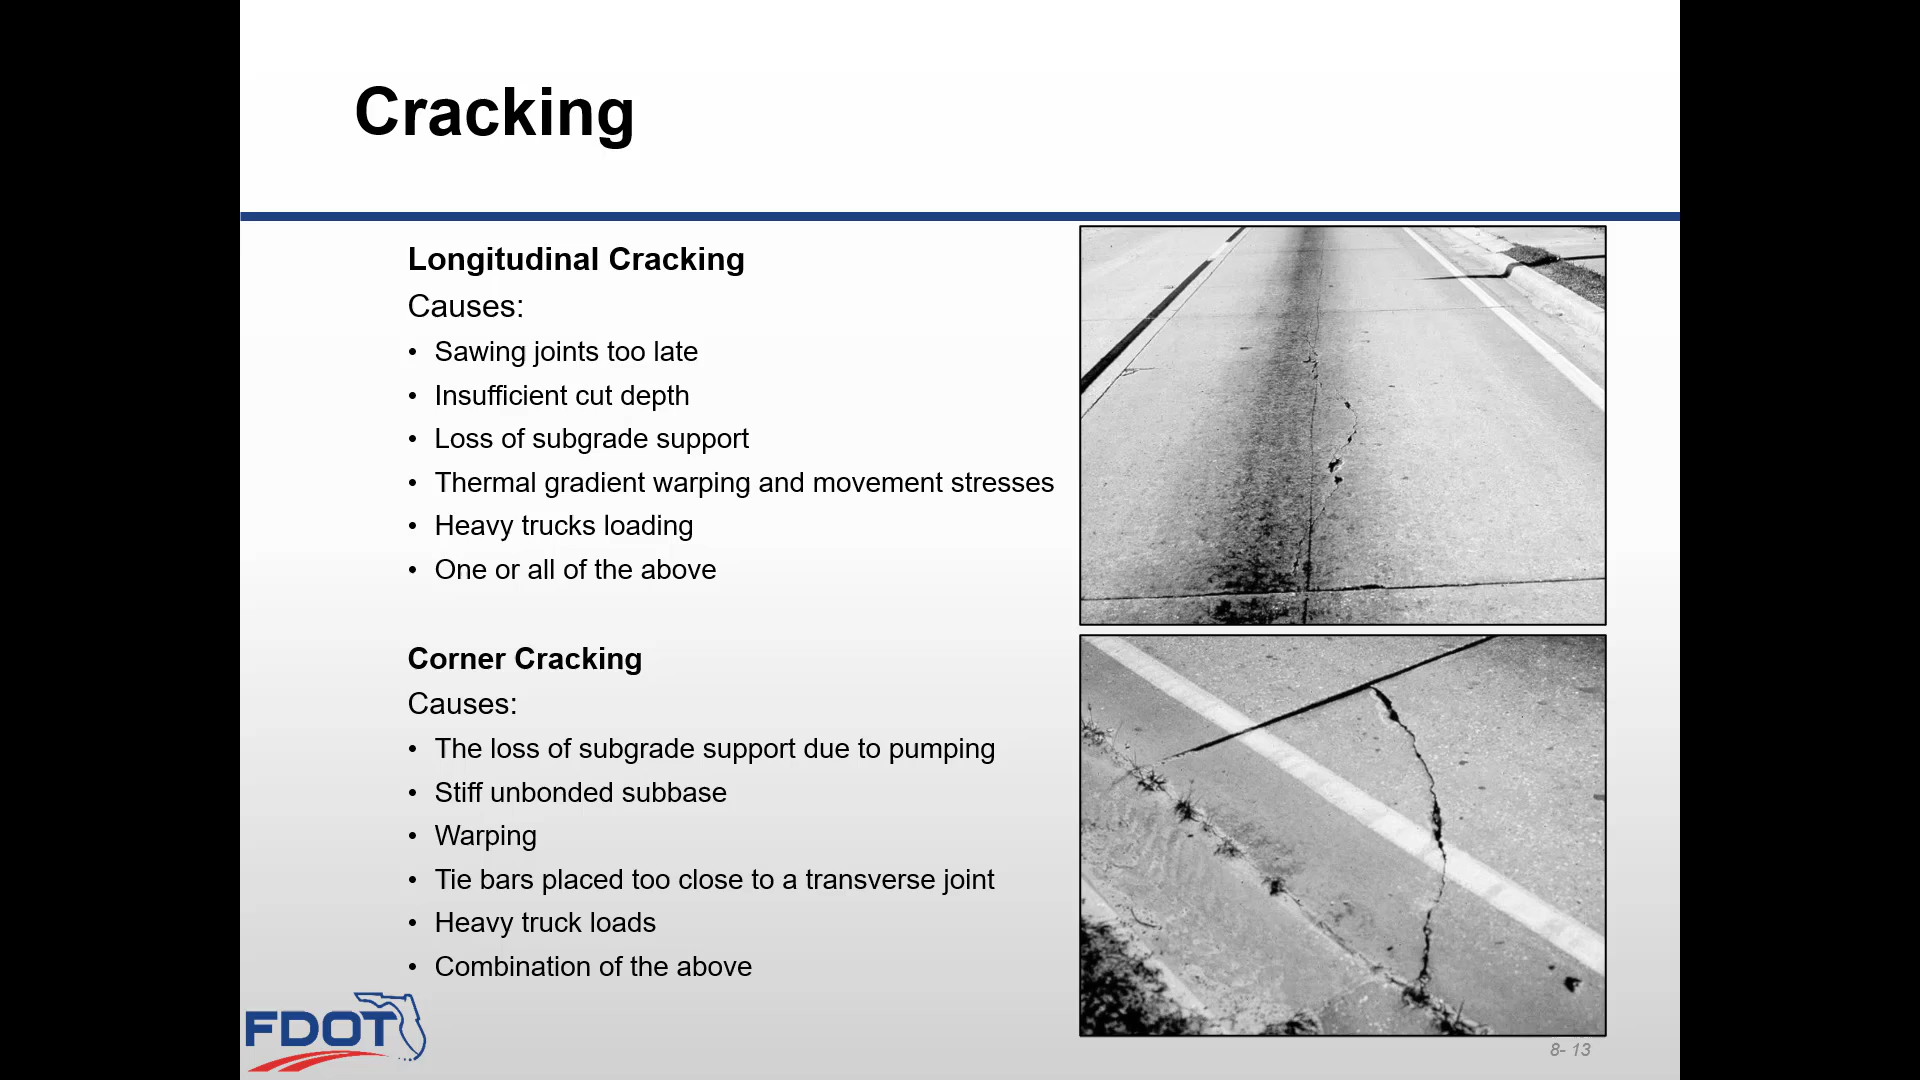 Cracking
Longitudinal Cracking
Causes:
• Sawing joints too late
• Insufficient cut depth
• Loss of subgrade support
• Thermal gradient warping and movement stresses
• Heavy trucks loading
• One or all of the above
Corner Cracking
Causes:
• The loss of subgrade support due to pumping
• Stiff unbonded subbase
• Warping
• Tie bars placed too close to a transverse joint
• Heavy truck loads
• Combination of the above
FDOT
8- 13